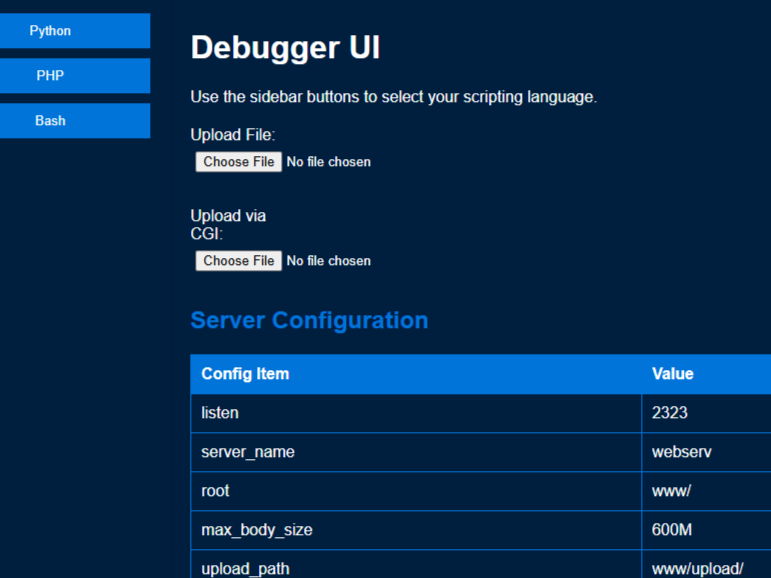 Python
PHP
Bash
Debugger UI
Use the sidebar buttons to select your scripting language.
Upload File:
Choose File No file chosen
Upload via
CGI:
Choose File No file chosen
Server Configuration
Config Item Value
listen 2323
server_name webserv
root www/
max_body_size 600M
upload_path www/upload/